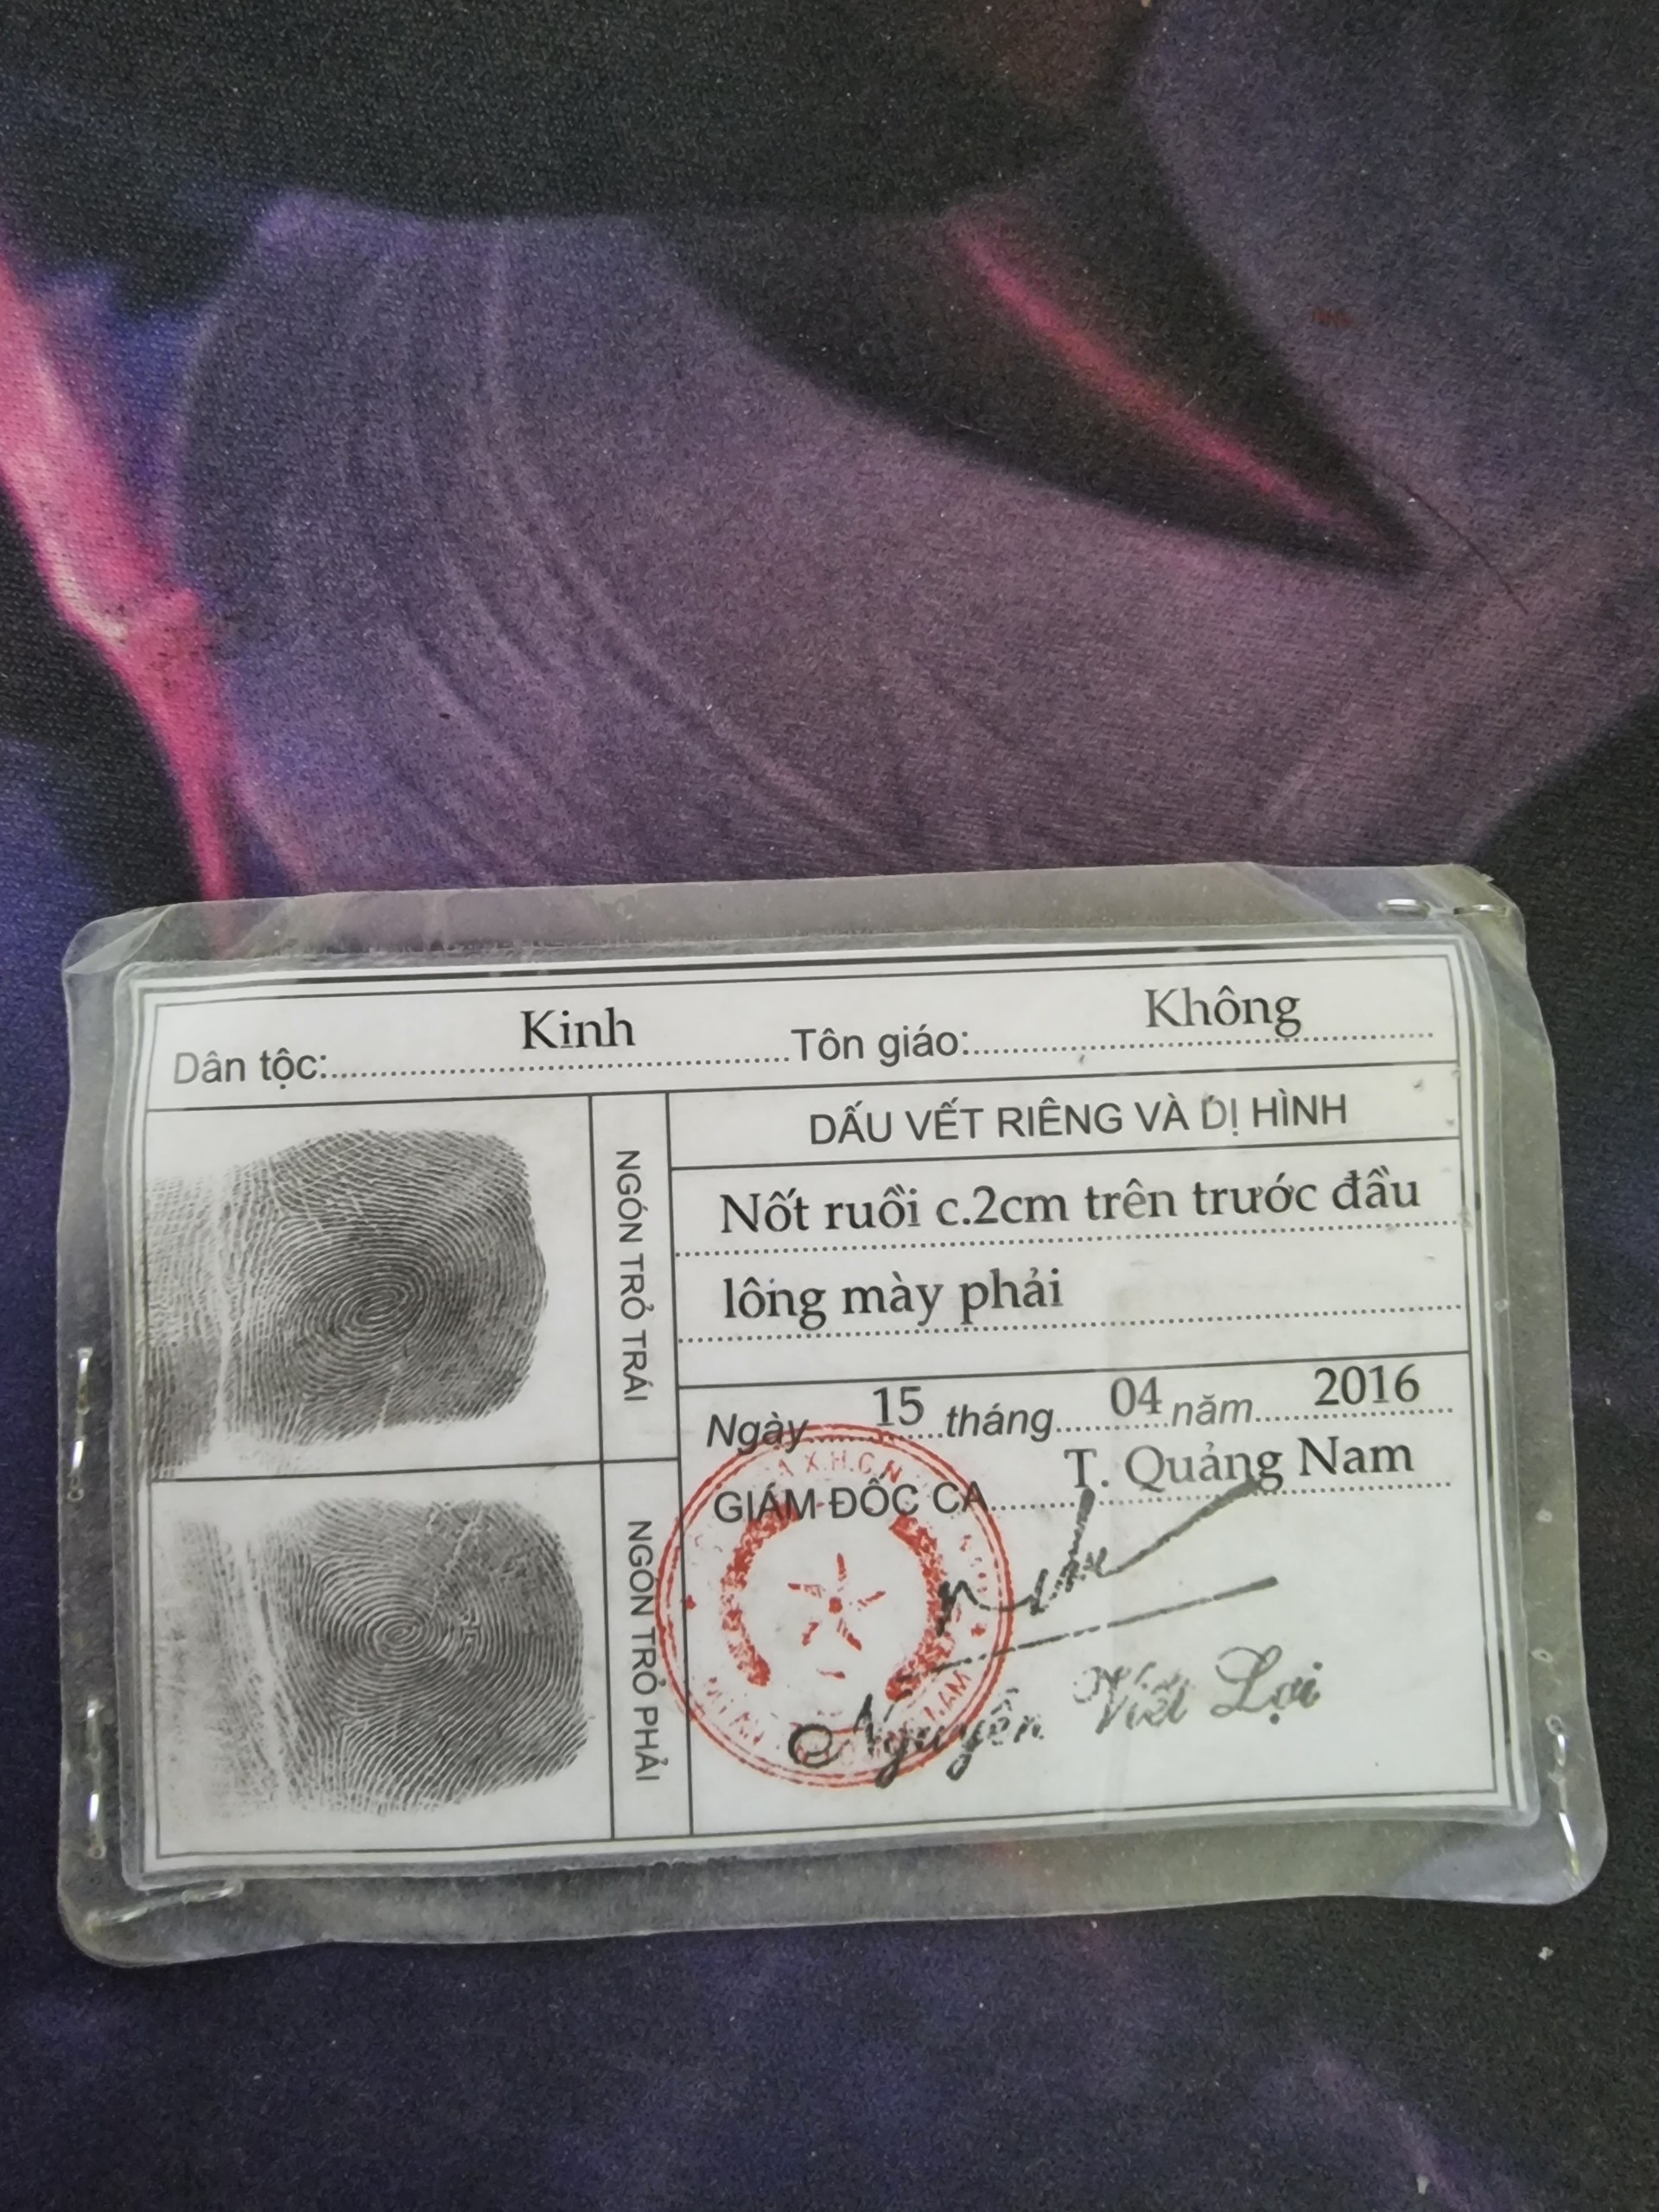 Dân tộc: Kinh Tôn giáo: Không
NGÓN TRỎ TRÁI
DẤU VẾT RIÊNG VÀ DỊ HÌNH
Nốt ruồi c.2cm trên trước đầu
lông mày phải
Ngày 15 tháng 04 năm 2016
GIÁM ĐỐC CA T. Quảng Nam
NGÓN TRỎ PHẢI
X.H.C.N
NAM
Nguyễn Viết Lợi